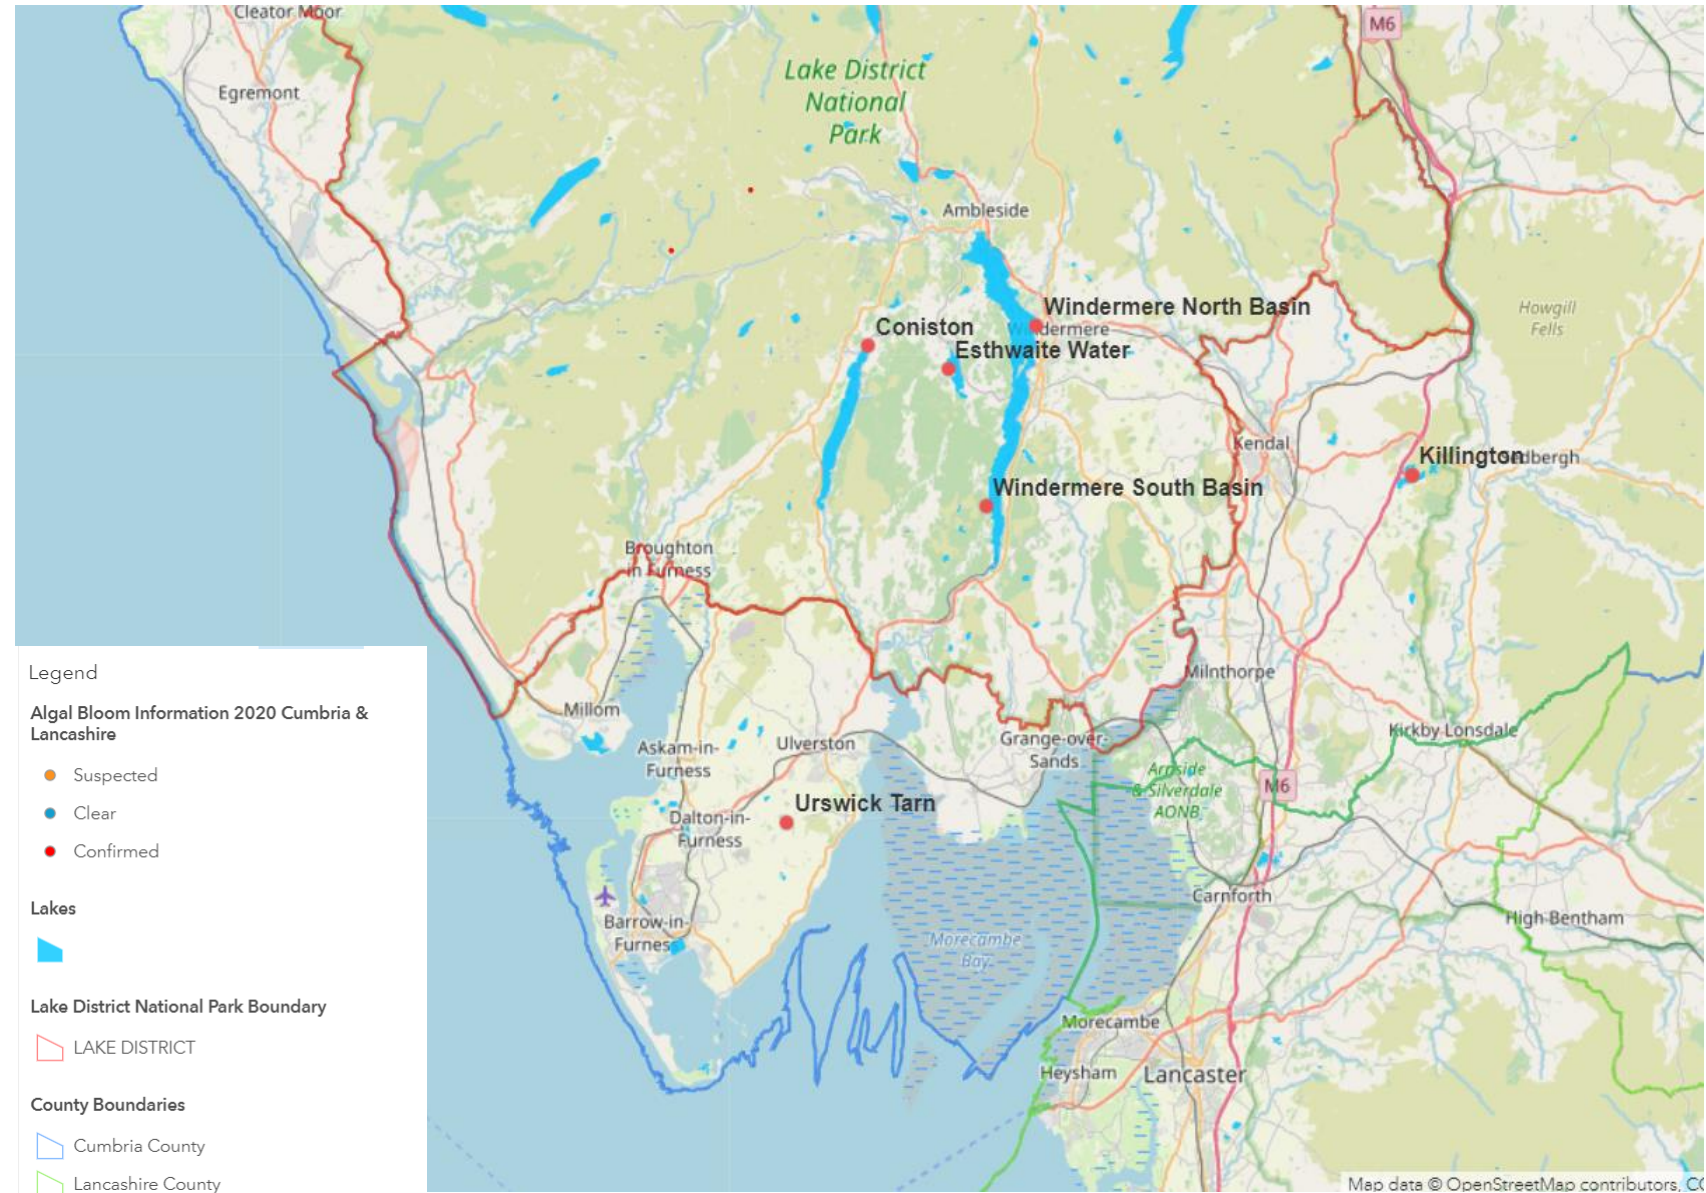 Cleator Moor
M6
Egremont
Lake District
National
Park
Ambleside
Windermere North Basin
Coniston
dermere
Esthwaite Water
Howgill
Fells
Kendal
Killington
dbergh
Windermere South Basin
Broughton
in Furness
Milnthorpe
Millom
Askam-in-
Furness
Ulverston
Grange-over-
Sands
Kirkby Lonsdale
Arnside
& Silverdale
AONB
M6
Urswick Tarn
Dalton-in-
Furness
Carnforth
Barrow-in-
Furness
High Bentham
Morecambe
Bay
Morecambe
Heysham
Lancaster
Legend
Algal Bloom Information 2020 Cumbria &
Lancashire
Suspected
Clear
Confirmed
Lakes
Lake District National Park Boundary
LAKE DISTRICT
County Boundaries
Cumbria County
Lancashire County
Map data © OpenStreetMap contributors,